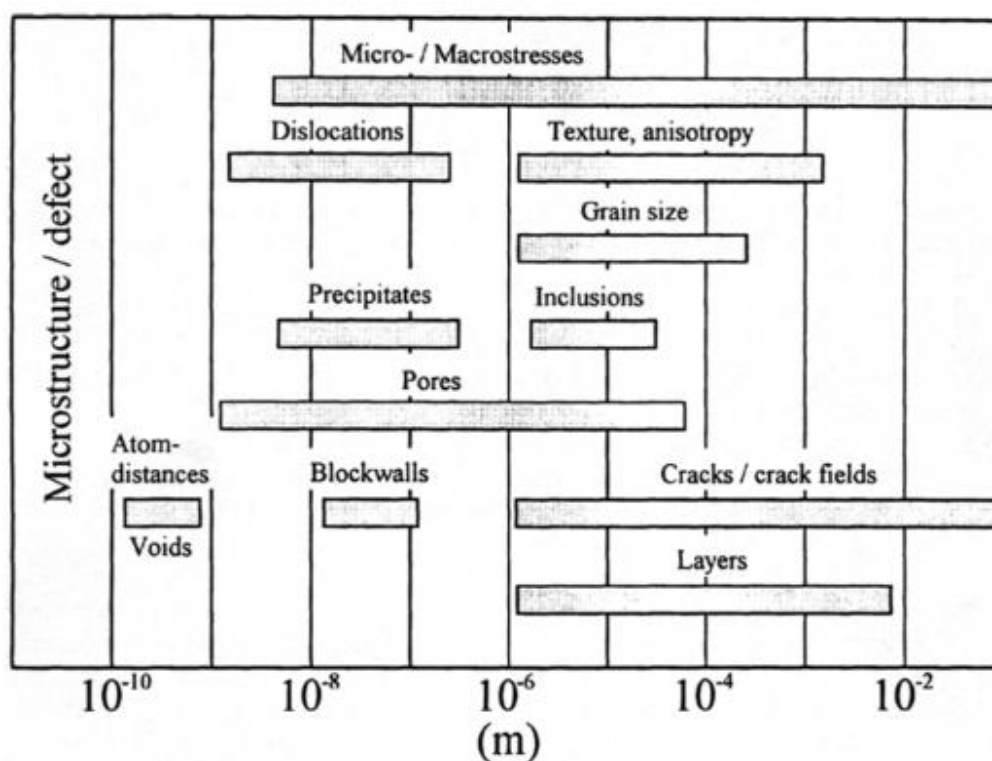 Micro- / Macrostresses
Dislocations
Texture, anisotropy
Grain size
Precipitates
Inclusions
Pores
Atom-
distances
Blockwalls
Cracks / crack fields
Voids
Layers
Microstructure / defect
10⁻¹⁰
10⁻⁸
10⁻⁶
10⁻⁴
10⁻²
(m)